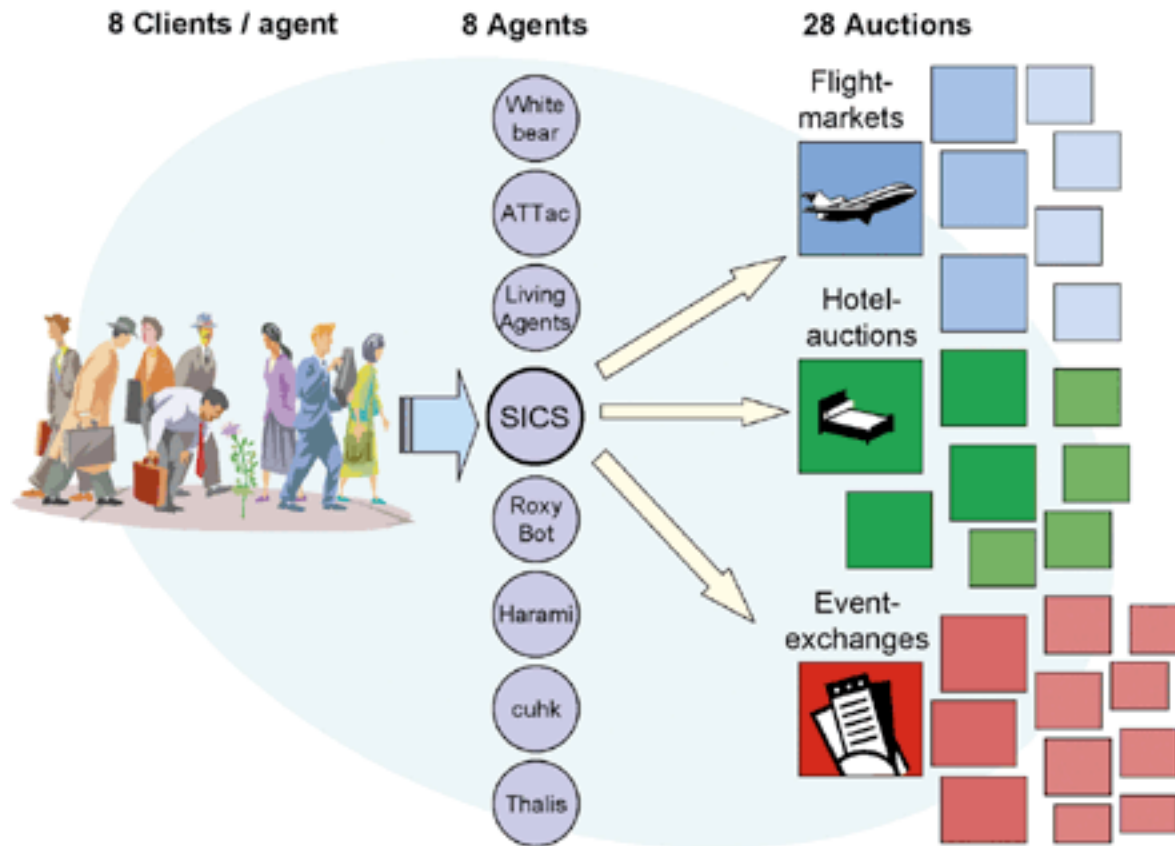 8 Clients / agent
8 Agents
28 Auctions
White
bear
ATTac
Living
Agents
SICS
Roxy
Bot
Harami
cuhk
Thalis
Flight-
markets
Hotel-
auctions
Event-
exchanges